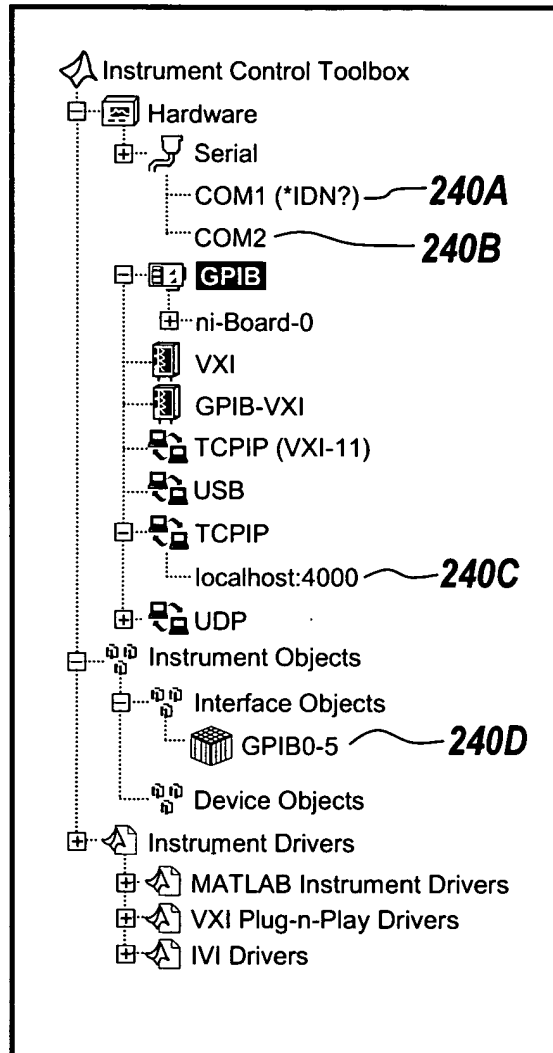 Instrument Control Toolbox
Hardware
Serial
COM1 (*IDN?) 240A
COM2 240B
GPIB
ni-Board-0
VXI
GPIB-VXI
TCPIP (VXI-11)
USB
TCPIP
localhost:4000 240C
UDP
Instrument Objects
Interface Objects
GPIB0-5 240D
Device Objects
Instrument Drivers
MATLAB Instrument Drivers
VXI Plug-n-Play Drivers
IVI Drivers